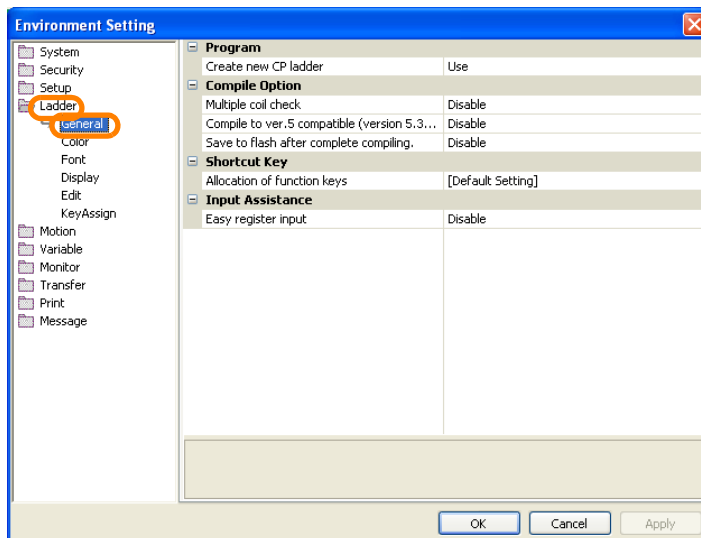 Environment Setting
System
Security
Setup
Ladder
General
Color
Font
Display
Edit
KeyAssign
Motion
Variable
Monitor
Transfer
Print
Message
Program
Create new CP ladder Use
Compile Option
Multiple coil check Disable
Compile to ver.5 compatible (version 5.3... Disable
Save to flash after complete compiling. Disable
Shortcut Key
Allocation of function keys [Default Setting]
Input Assistance
Easy register input Disable
OK Cancel Apply